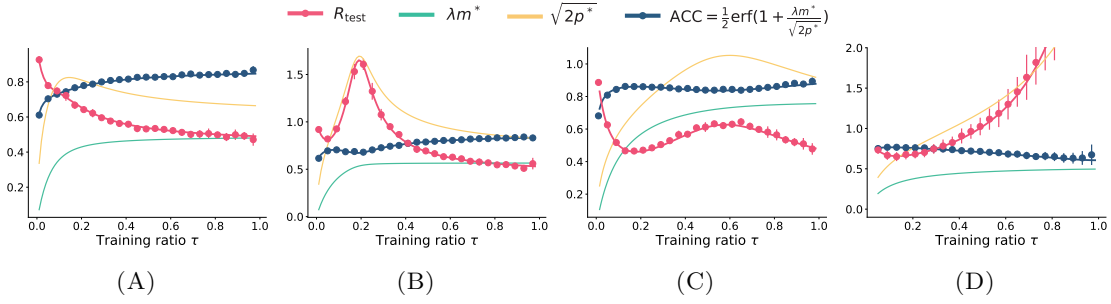 R_test λm* √2p* ACC = 1/2 erf(1 + λm*/√2p*)
0.8
0.6
0.4
0.2
0.0 0.2 0.4 0.6 0.8 1.0
Training ratio τ
(A)
1.5
1.0
0.5
0.0
0.0 0.2 0.4 0.6 0.8 1.0
Training ratio τ
(B)
1.0
0.8
0.6
0.4
0.2
0.0 0.2 0.4 0.6 0.8 1.0
Training ratio τ
(C)
2.0
1.5
1.0
0.5
0.0
0.0 0.2 0.4 0.6 0.8 1.0
Training ratio τ
(D)